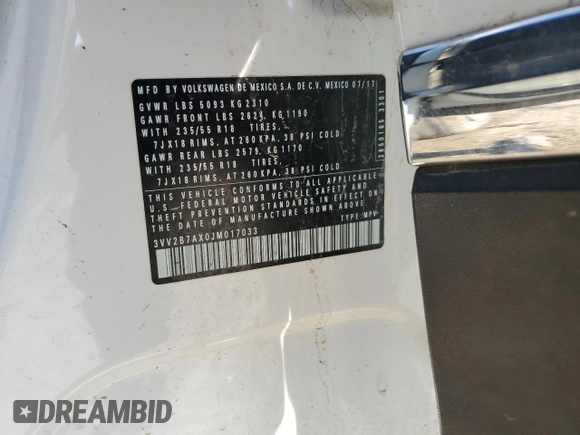 MFD BY VOLKSWAGEN DE MEXICO S.A. DE C.V. MEXICO 07/17
GVWR LBS 5093 KG 2310
GAWR FRONT LBS 2624, KG 1190
WITH 235/55 R18 TIRES,
7JX18 RIMS, AT 260 KPA, 38 PSI COLD
GAWR REAR LBS 2579, KG 1170
WITH 235/55 R18 TIRES,
7JX18 RIMS, AT 260 KPA, 38 PSI COLD
THIS VEHICLE CONFORMS TO ALL APPLICABLE
U.S. FEDERAL MOTOR VEHICLE SAFETY AND
THEFT PREVENTION STANDARDS IN EFFECT ON
THE DATE OF MANUFACTURE SHOWN ABOVE.
3VV2B7AX0JM017033 TYPE: MPV
2850165 3301
DREAMBID